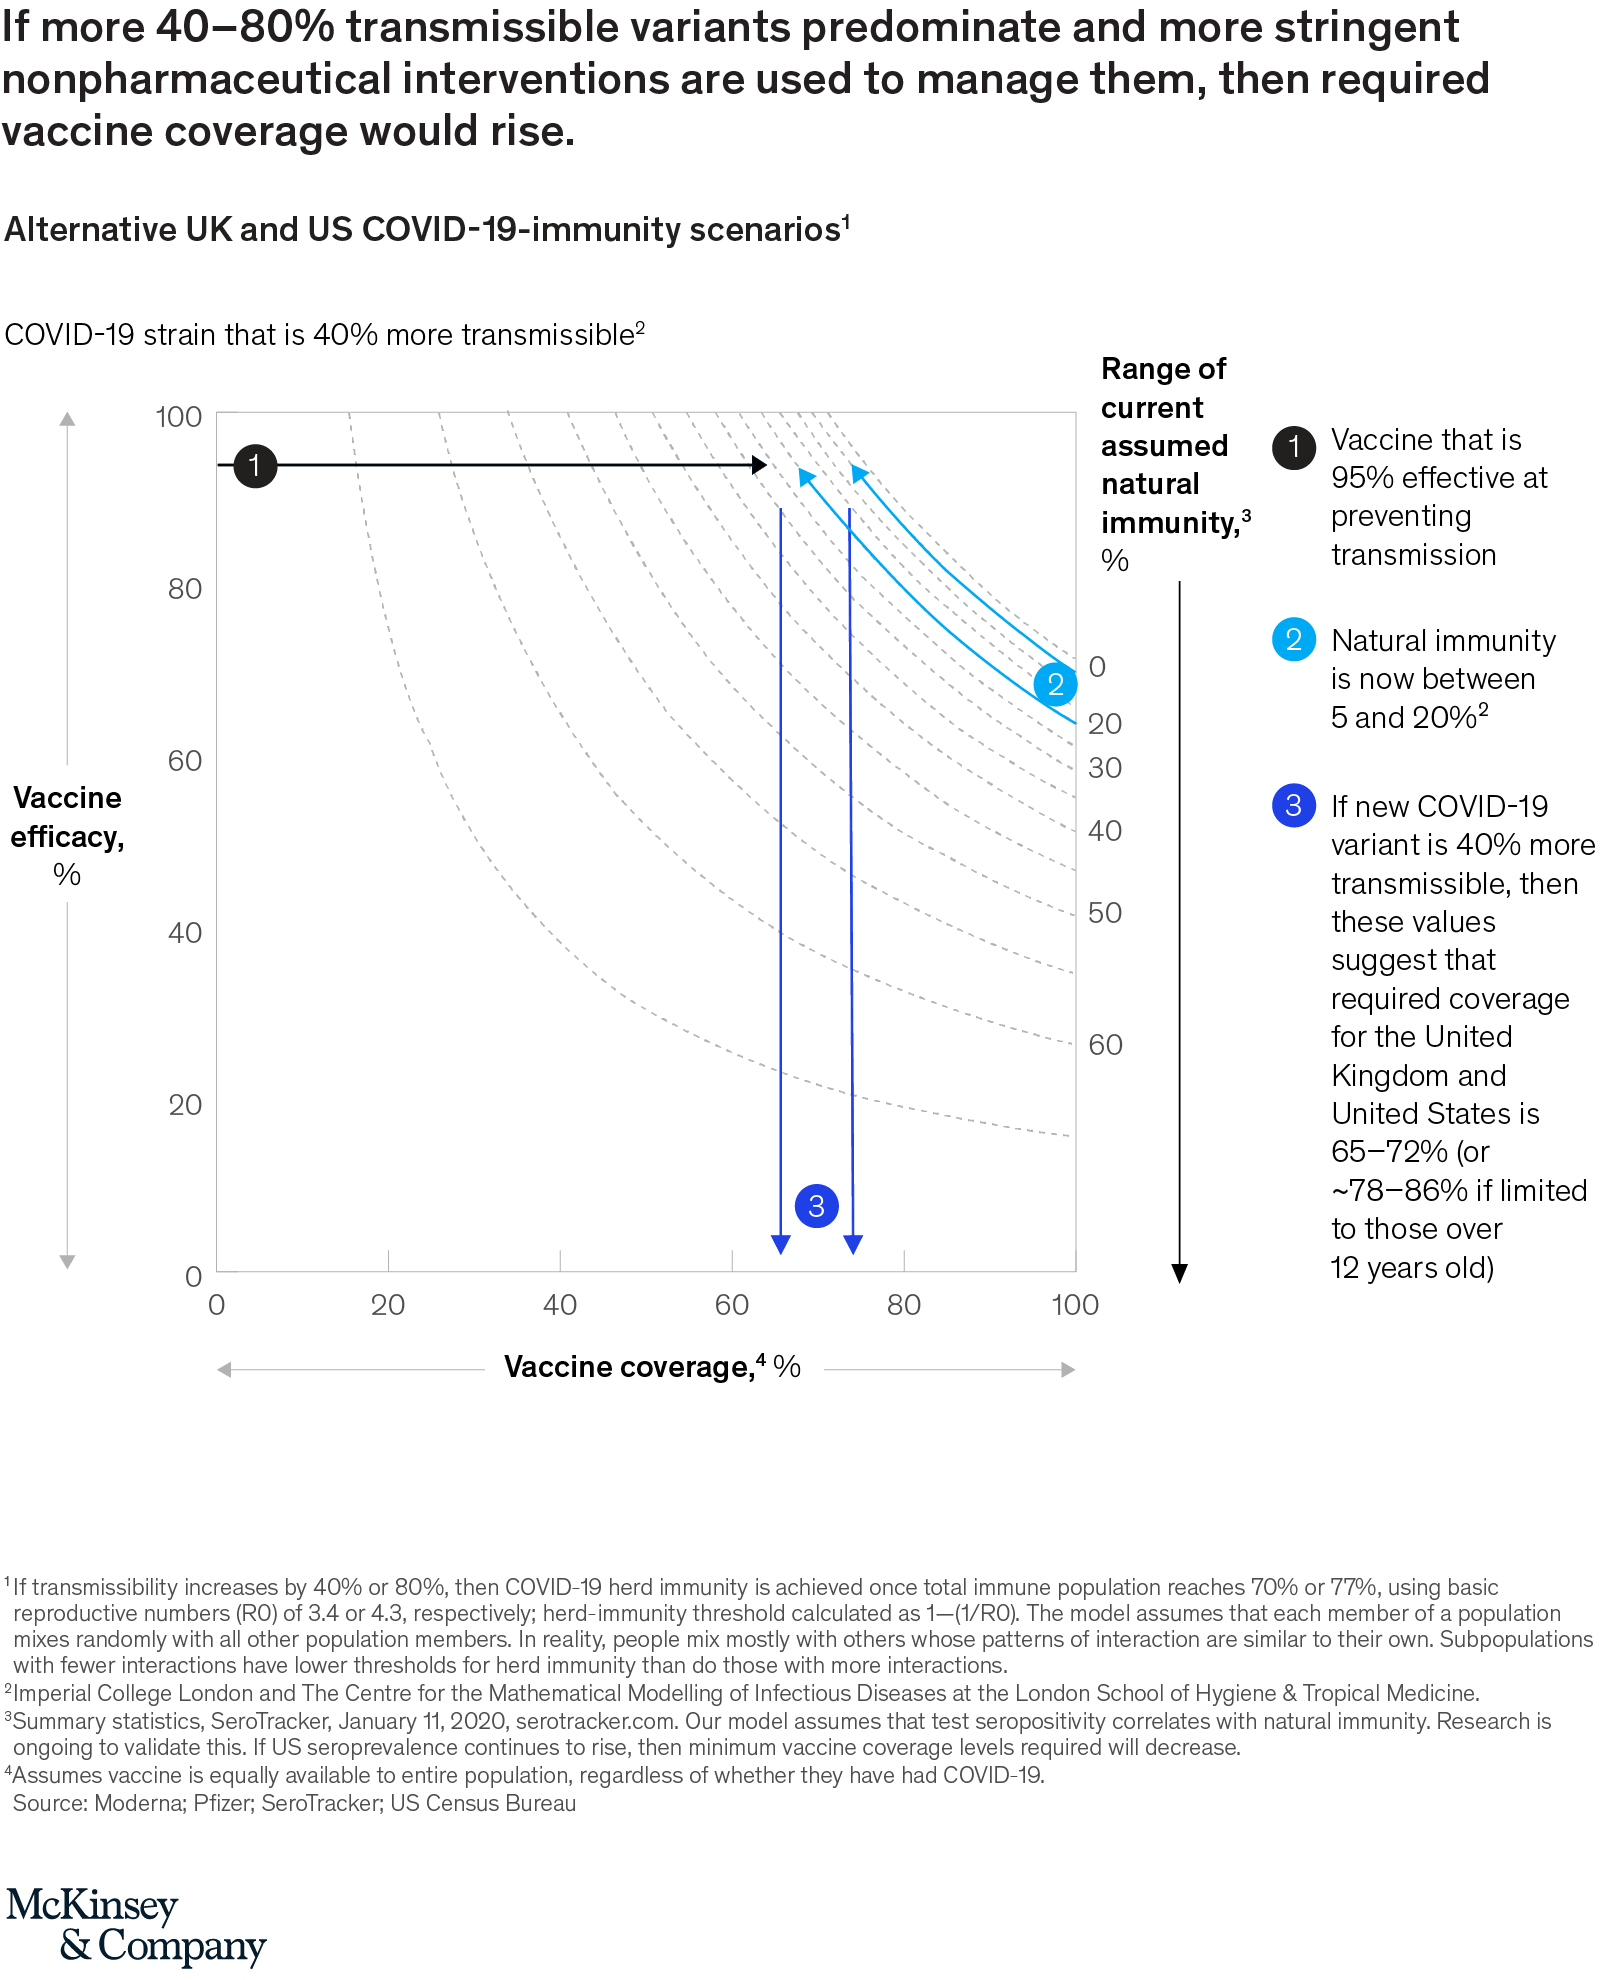 If more 40–80% transmissible variants predominate and more stringent
nonpharmaceutical interventions are used to manage them, then required
vaccine coverage would rise.
Alternative UK and US COVID-19-immunity scenarios¹
COVID-19 strain that is 40% more transmissible²
Range of
current
assumed
natural
immunity,³
%
100
80
60
40
20
0
Vaccine
efficacy,
%
1
2
3
0
20
30
40
50
60
0
20
40
60
80
100
Vaccine coverage,⁴ %
1 Vaccine that is
95% effective at
preventing
transmission
2 Natural immunity
is now between
5 and 20%²
3 If new COVID-19
variant is 40% more
transmissible, then
these values
suggest that
required coverage
for the United
Kingdom and
United States is
65–72% (or
~78–86% if limited
to those over
12 years old)
¹If transmissibility increases by 40% or 80%, then COVID-19 herd immunity is achieved once total immune population reaches 70% or 77%, using basic
reproductive numbers (R0) of 3.4 or 4.3, respectively; herd-immunity threshold calculated as 1—(1/R0). The model assumes that each member of a population
mixes randomly with all other population members. In reality, people mix mostly with others whose patterns of interaction are similar to their own. Subpopulations
with fewer interactions have lower thresholds for herd immunity than do those with more interactions.
²Imperial College London and The Centre for the Mathematical Modelling of Infectious Diseases at the London School of Hygiene & Tropical Medicine.
³Summary statistics, SeroTracker, January 11, 2020, serotracker.com. Our model assumes that test seropositivity correlates with natural immunity. Research is
ongoing to validate this. If US seroprevalence continues to rise, then minimum vaccine coverage levels required will decrease.
⁴Assumes vaccine is equally available to entire population, regardless of whether they have had COVID-19.
Source: Moderna; Pfizer; SeroTracker; US Census Bureau
McKinsey
& Company